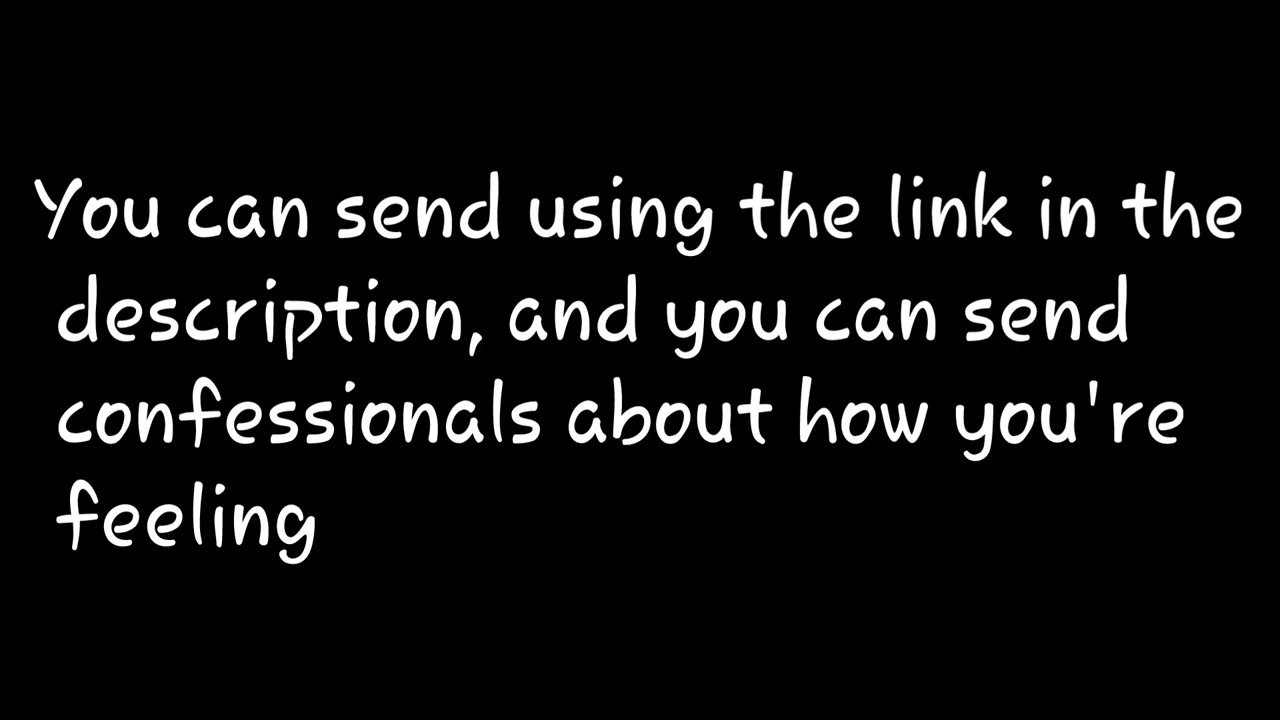 You can send using the link in the
description, and you can send
confessionals about how you're
feeling